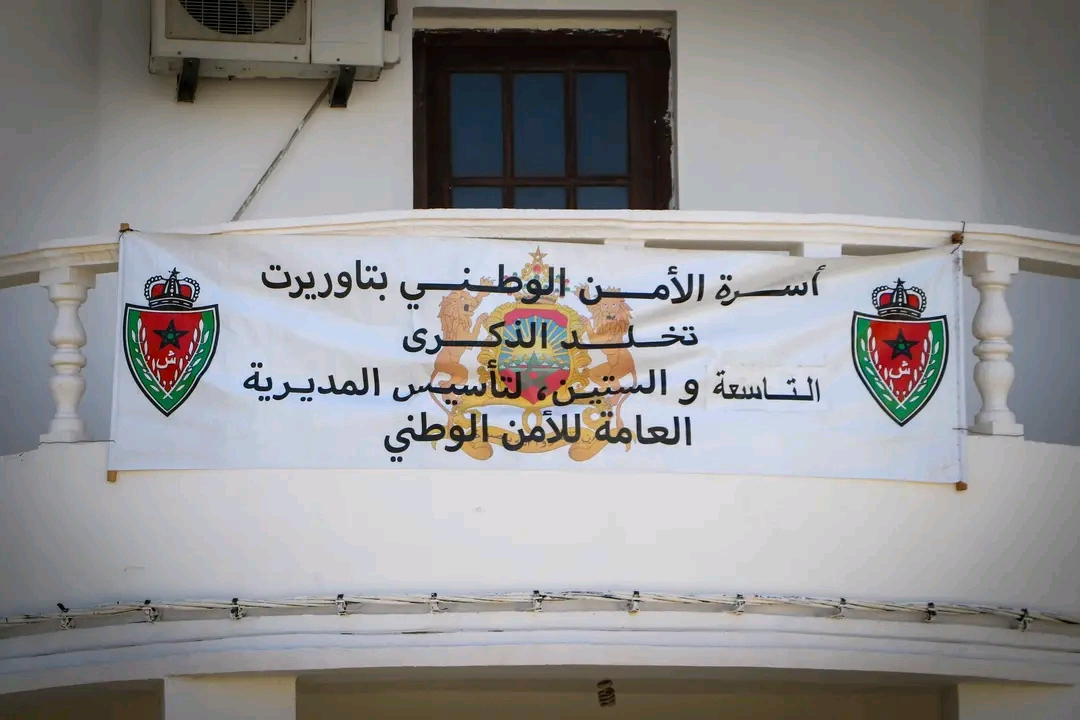 أسرة الأمن الوطني بتاوريرت
تخلد الذكرى
التاسعة و الستين، لتأسيس المديرية
العامة للأمن الوطني
ش
ش